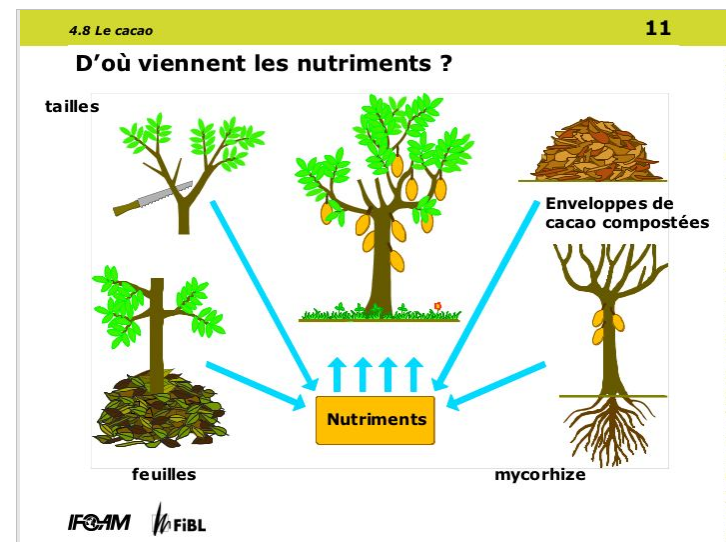 4.8 Le cacao
11
D’où viennent les nutriments ?
tailles
Enveloppes de
cacao compostées
Nutriments
feuilles
mycorhize
IFOAM
FiBL